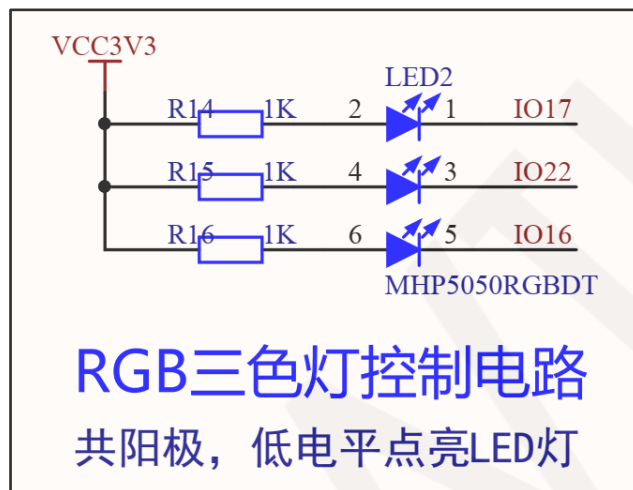 VCC3V3
LED2
R14 1K 2 1 IO17
R15 1K 4 3 IO22
R16 1K 6 5 IO16
MHP5050RGBDT
RGB三色灯控制电路
共阳极，低电平点亮LED灯